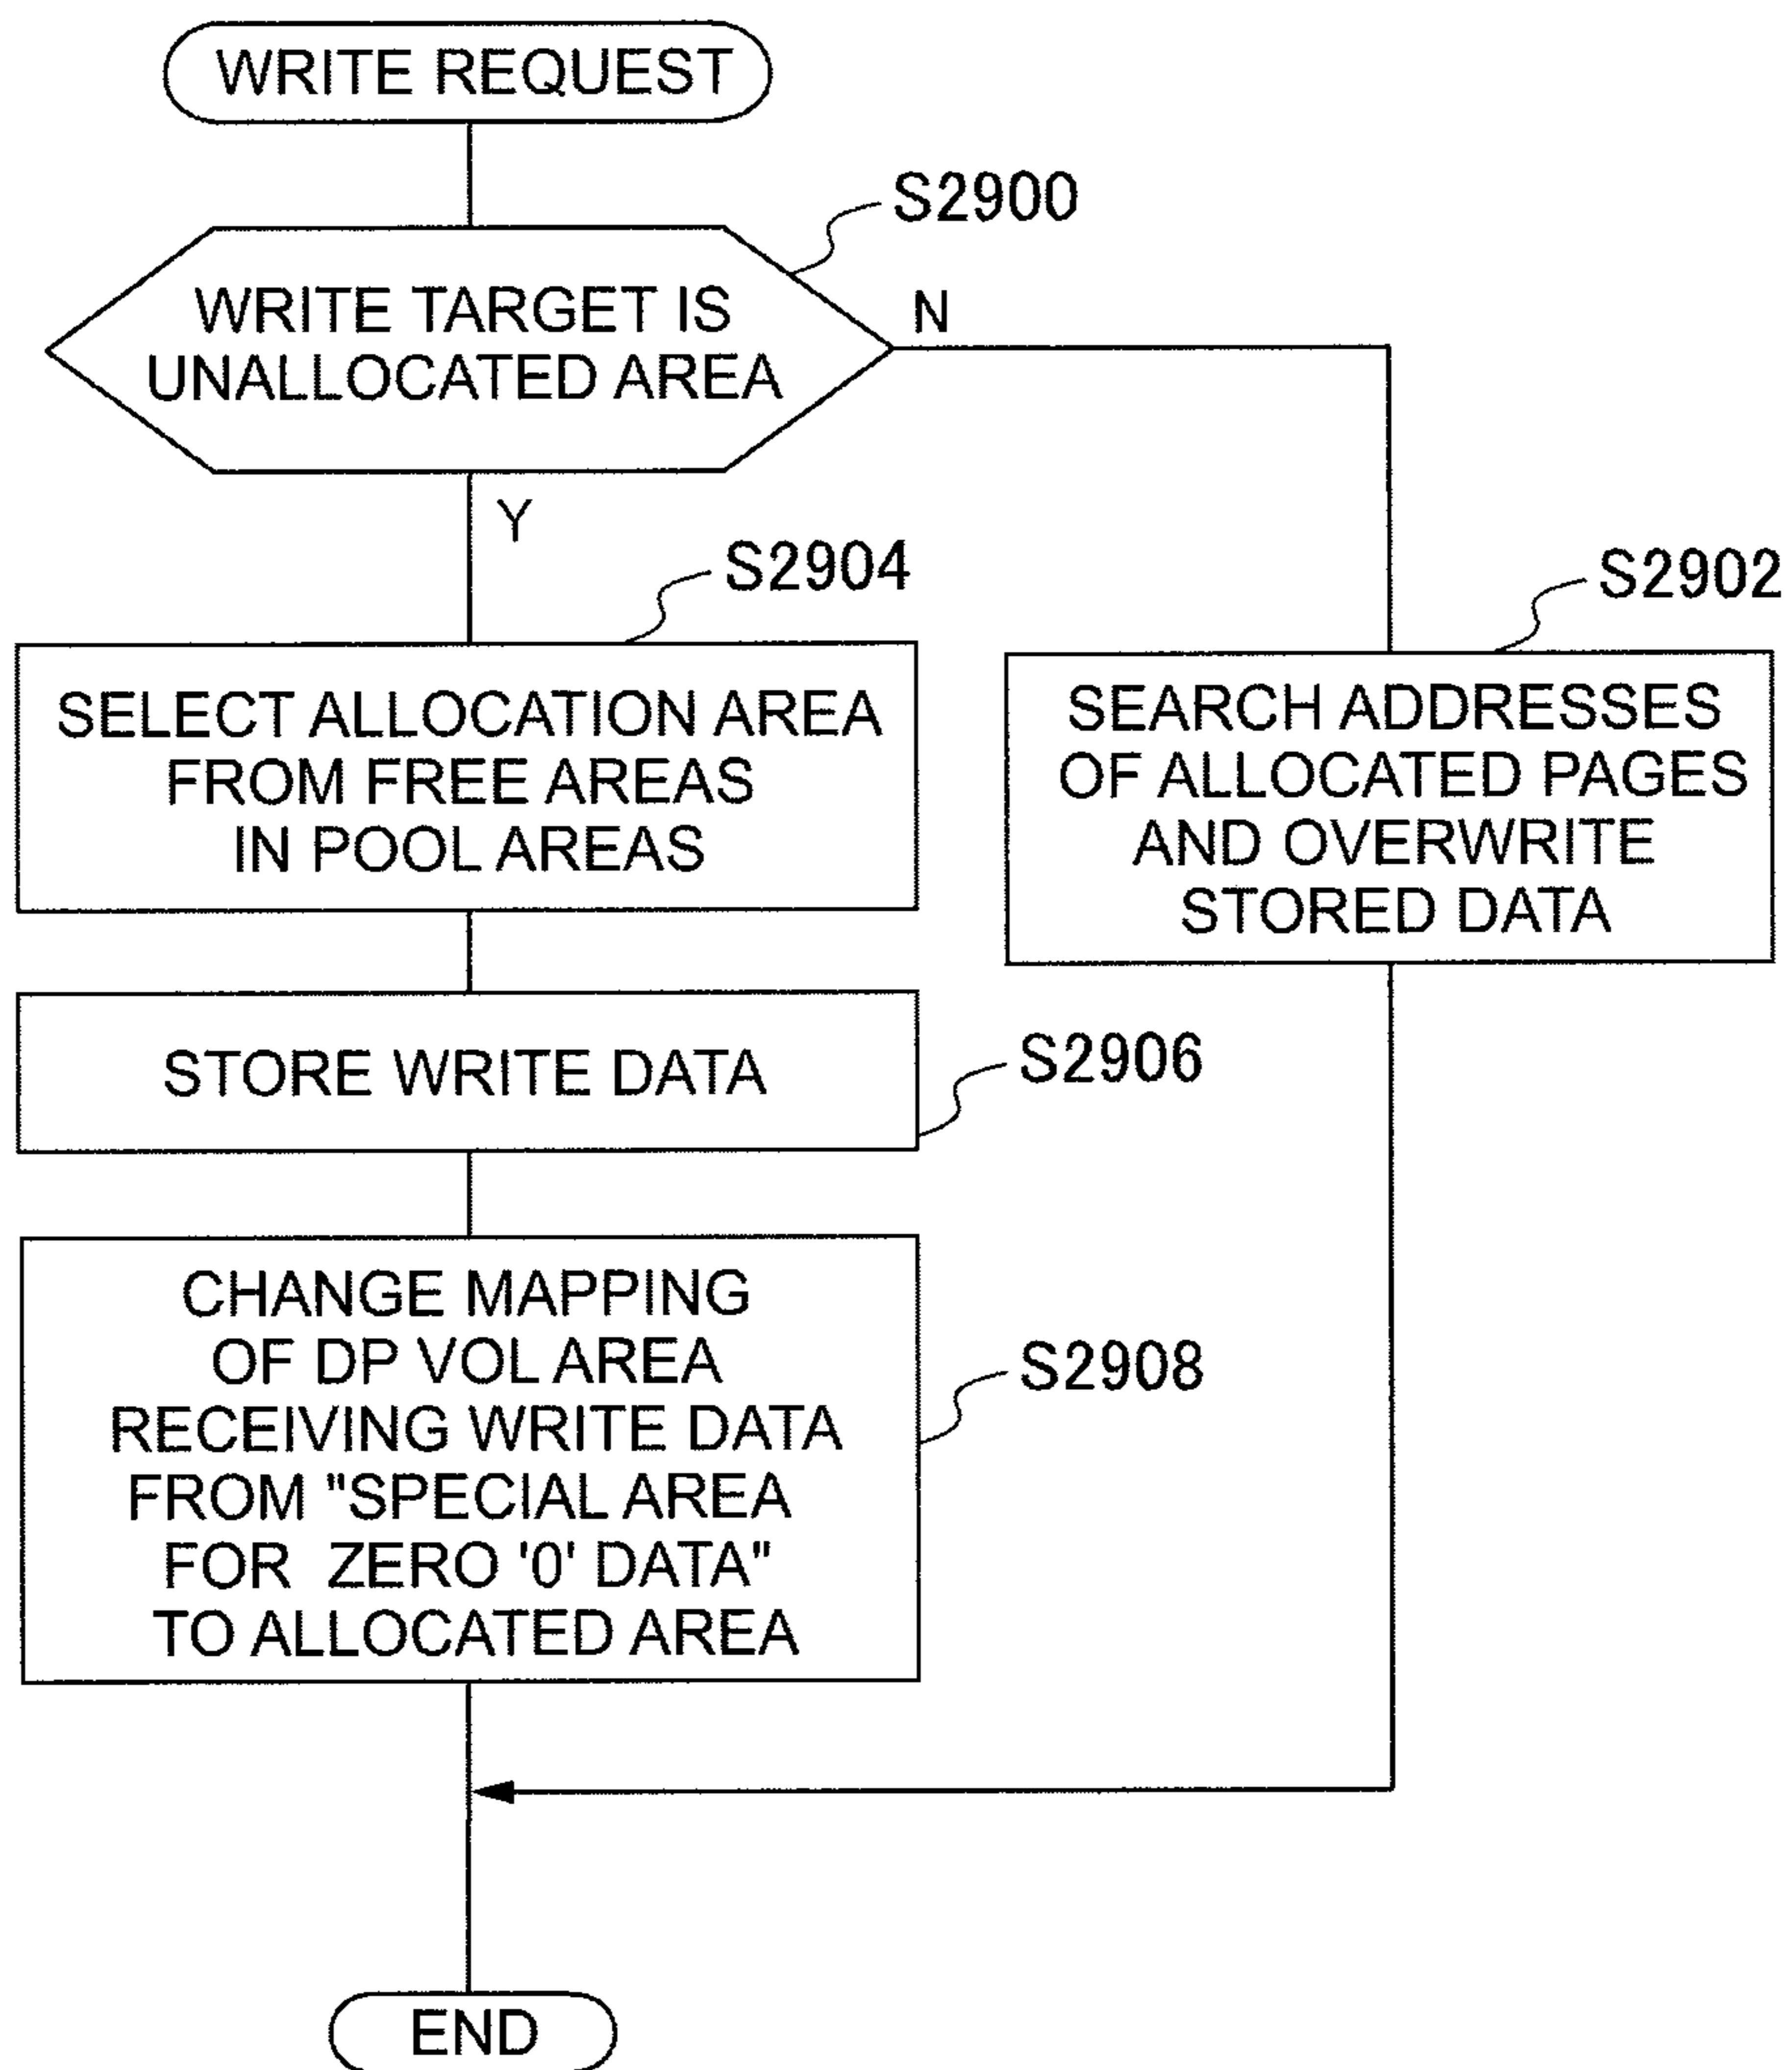 WRITE REQUEST
S2900
WRITE TARGET IS
UNALLOCATED AREA
N
Y
S2904
SELECT ALLOCATION AREA
FROM FREE AREAS
IN POOL AREAS
S2902
SEARCH ADDRESSES
OF ALLOCATED PAGES
AND OVERWRITE
STORED DATA
STORE WRITE DATA
S2906
CHANGE MAPPING
OF DP VOL AREA
RECEIVING WRITE DATA
FROM "SPECIAL AREA
FOR ZERO '0' DATA"
TO ALLOCATED AREA
S2908
END